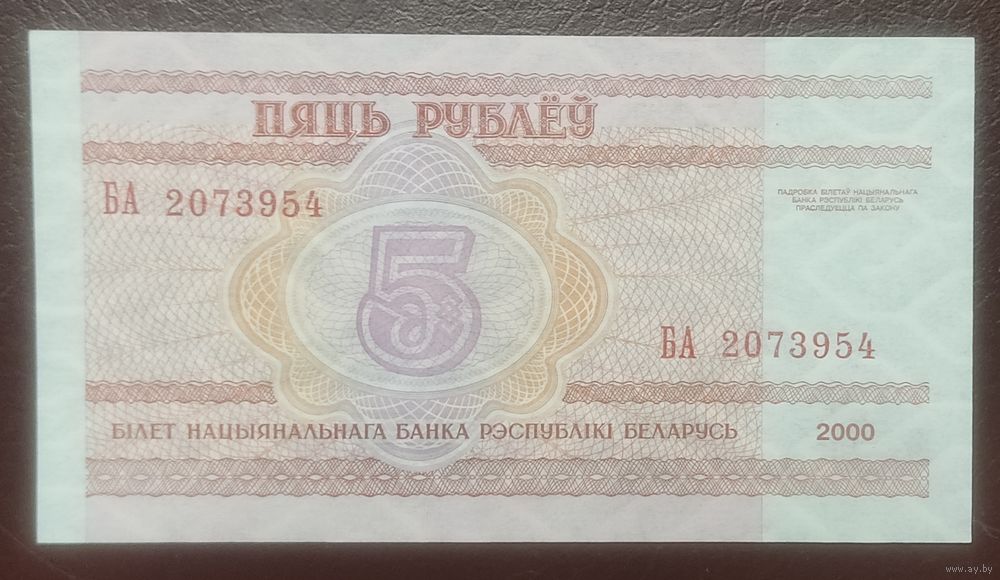 ПЯЦЬ РУБЛЁЎ
БА 2073954
ПАДРОБКА БІЛЕТАЎ НАЦЫЯНАЛЬНАГА
БАНКА РЭСПУБЛІКІ БЕЛАРУСЬ
ПРАСЛЕДУЕЦЦА ПА ЗАКОНУ
5
БА 2073954
БІЛЕТ НАЦЫЯНАЛЬНАГА БАНКА РЭСПУБЛІКІ БЕЛАРУСЬ 2000
www.ay.by